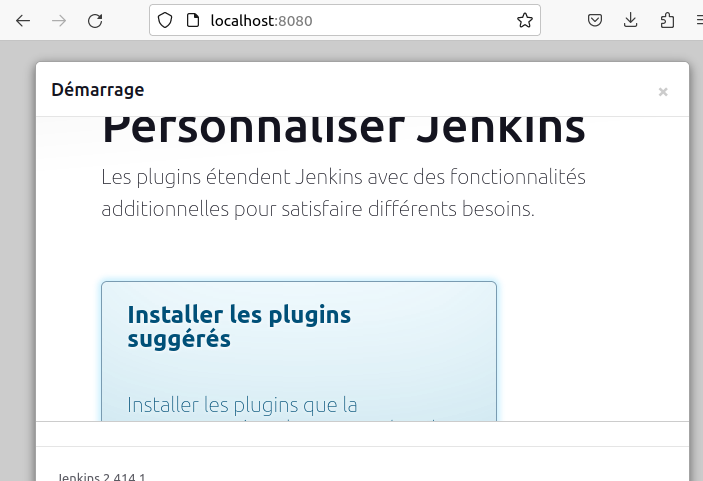 localhost:8080
Démarrage
×
Personnaliser Jenkins
Les plugins étendent Jenkins avec des fonctionnalités
additionnelles pour satisfaire différents besoins.
Installer les plugins
suggérés
Installer les plugins que la
Jenkins 2.414.1